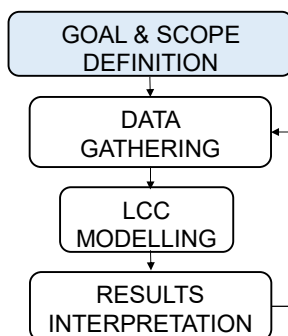 GOAL & SCOPE
DEFINITION
DATA
GATHERING
LCC
MODELLING
RESULTS
INTERPRETATION